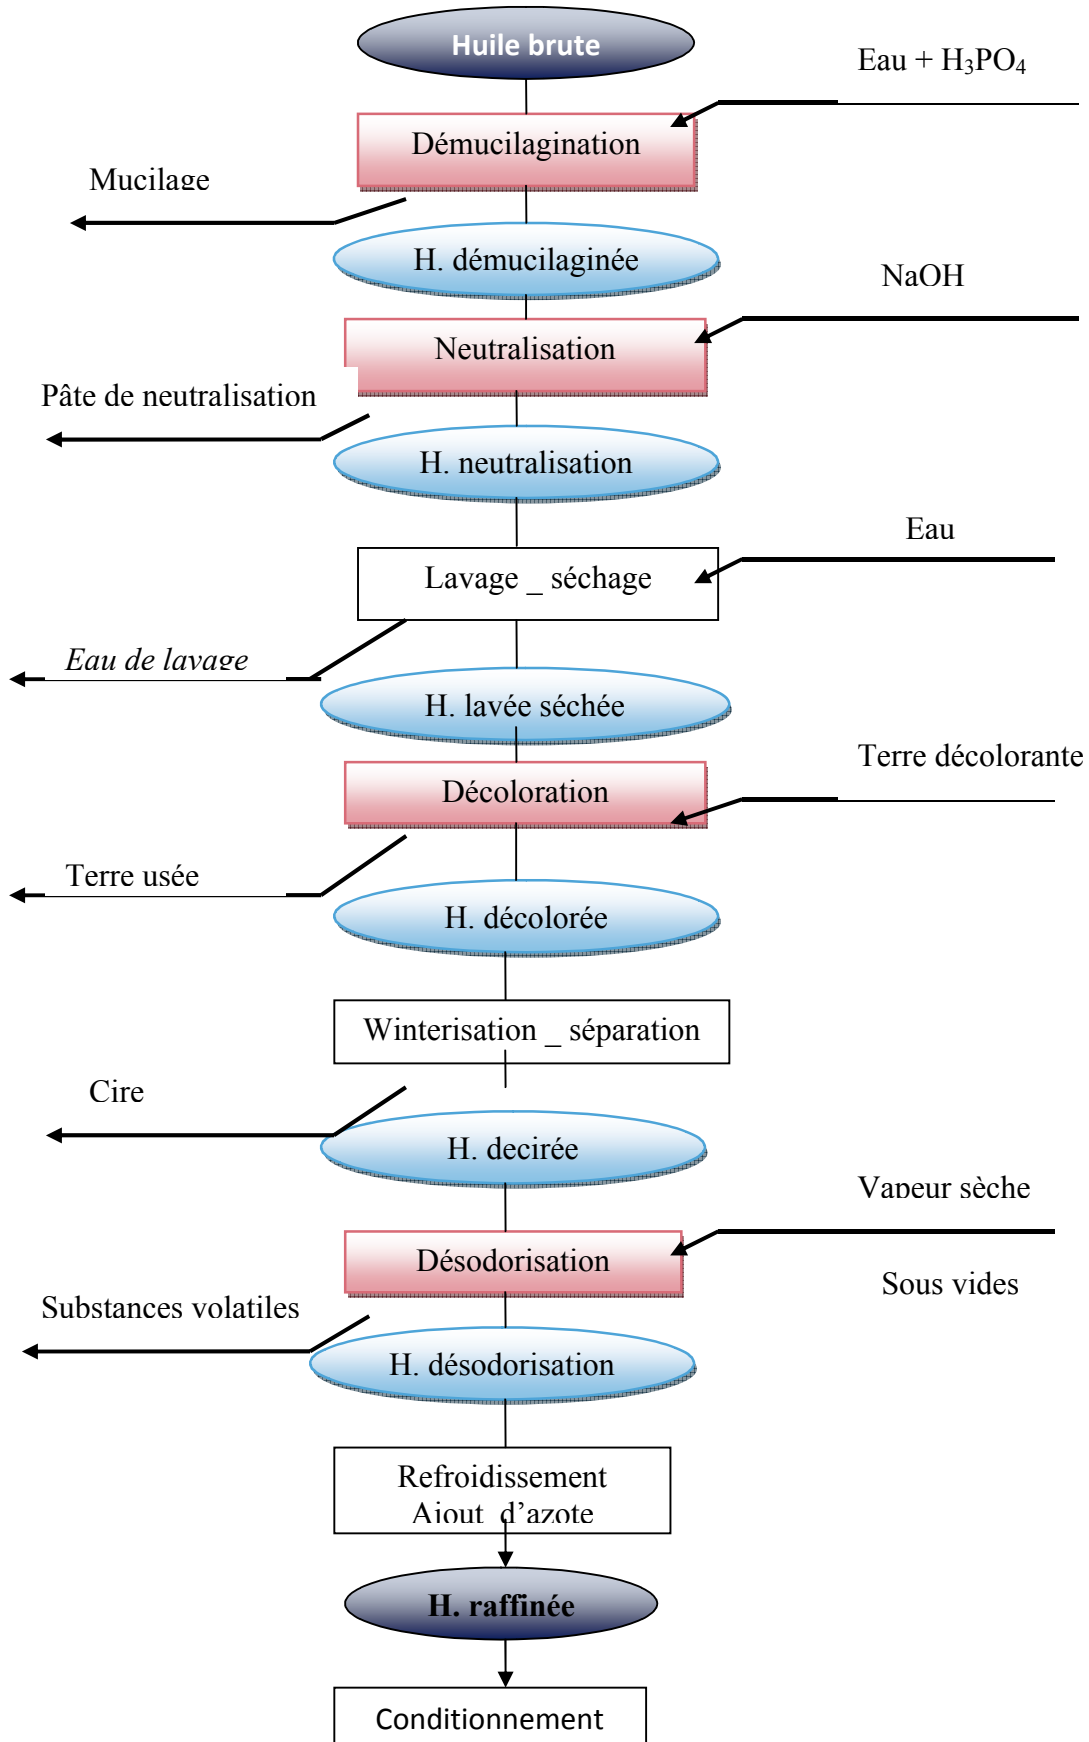 Huile brute
Eau + H₃PO₄
Démucilagination
Mucilage
H. démucilaginée
NaOH
Neutralisation
Pâte de neutralisation
H. neutralisation
Eau
Lavage _ séchage
Eau de lavage
H. lavée séchée
Terre décolorante
Décoloration
Terre usée
H. décolorée
Winterisation _ séparation
Cire
H. decirée
Vapeur sèche
Désodorisation
Sous vides
Substances volatiles
H. désodorisation
Refroidissement
Ajout d’azote
H. raffinée
Conditionnement